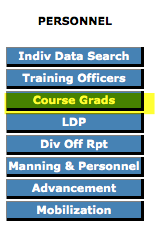 PERSONNEL
Indiv Data Search
Training Officers
Course Grads
LDP
Div Off Rpt
Manning & Personnel
Advancement
Mobilization